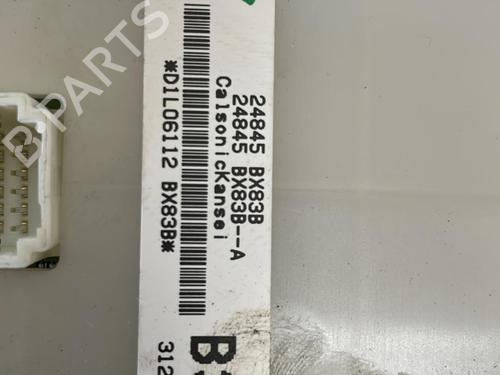 24845 BX83B
24845 BX83B--A
CalsonicKansei
*D1L06112 BX83B*
B
312
B-PARTS